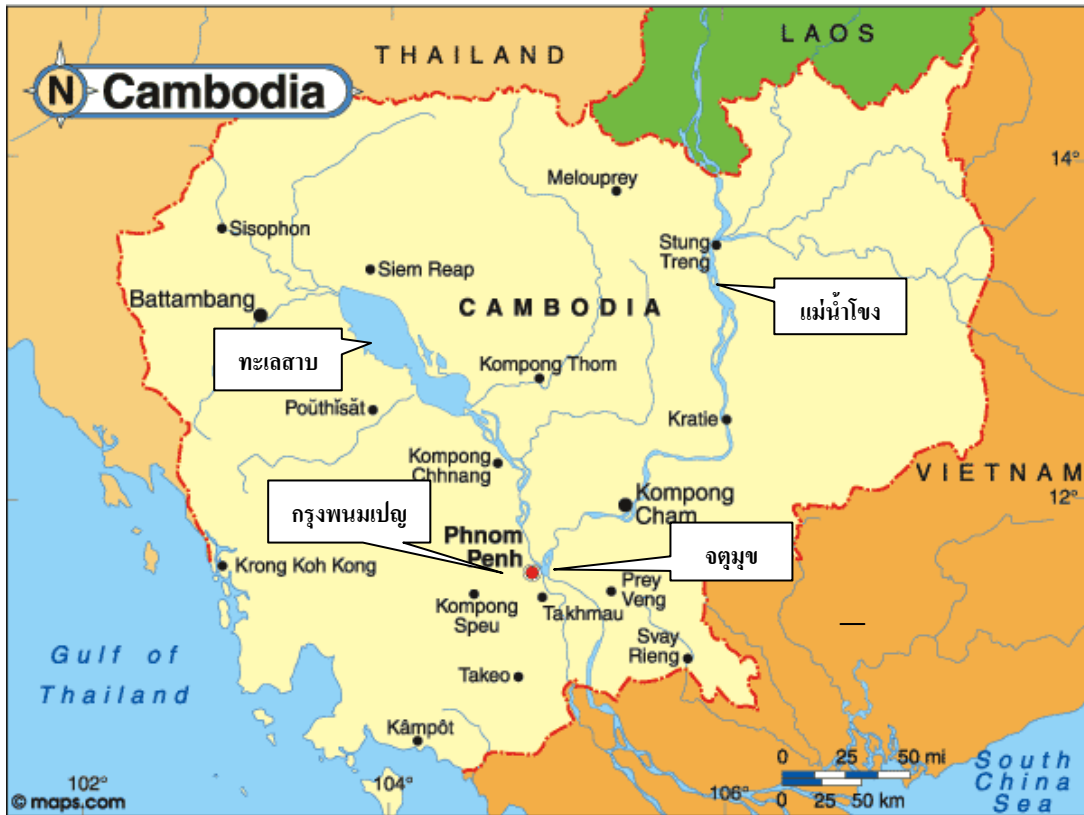 THAILAND
LAOS
N Cambodia
14°
Melouprey
Sisophon
Stung
Treng
Siem Reap
Battambang
CAMBODIA
แม่น้ำโขง
ทะเลสาบ
Kompong Thom
Poŭthĭsăt
Kratie
Kompong
Chhnang
VIETNAM
12°
Kompong
Cham
กรุงพนมเปญ
Phnom
Penh
จตุมุข
Krong Koh Kong
Prey
Veng
Kompong
Speu
Takhmau
Svay
Rieng
Gulf of
Thailand
Takeo
Kâmpôt
0 25 50 mi
0 25 50 km
South
China
Sea
102°
104°
106°
© maps.com